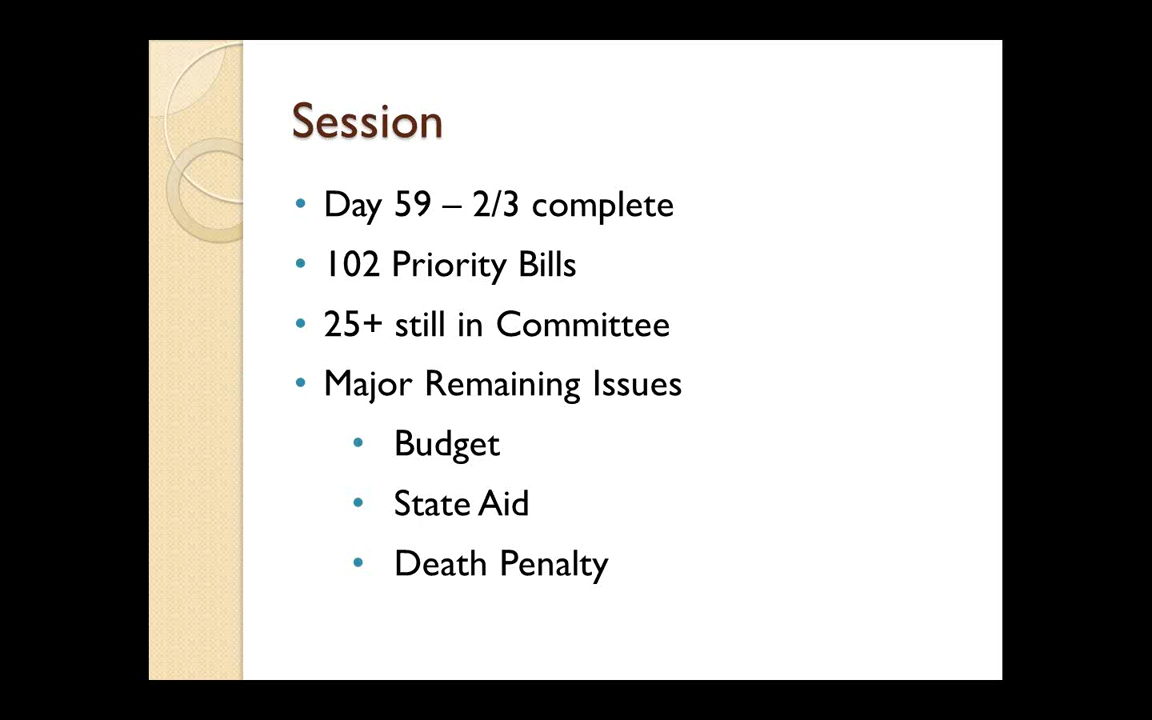 Session
• Day 59 – 2/3 complete
• 102 Priority Bills
• 25+ still in Committee
• Major Remaining Issues
• Budget
• State Aid
• Death Penalty